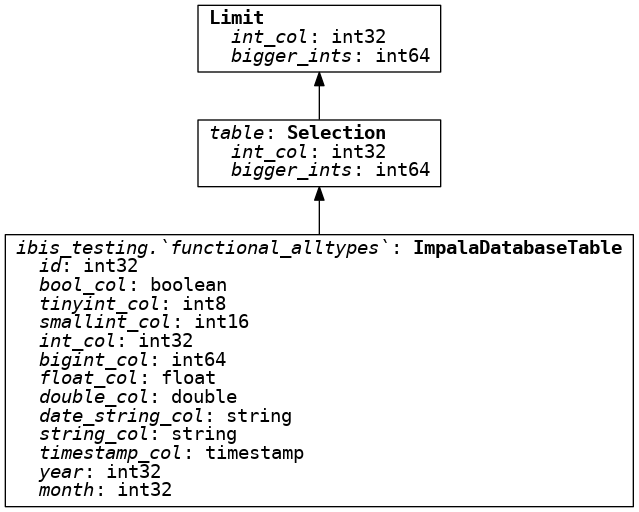 Limit
int_col: int32
bigger_ints: int64
table: Selection
int_col: int32
bigger_ints: int64
ibis_testing.`functional_alltypes`: ImpalaDatabaseTable
id: int32
bool_col: boolean
tinyint_col: int8
smallint_col: int16
int_col: int32
bigint_col: int64
float_col: float
double_col: double
date_string_col: string
string_col: string
timestamp_col: timestamp
year: int32
month: int32